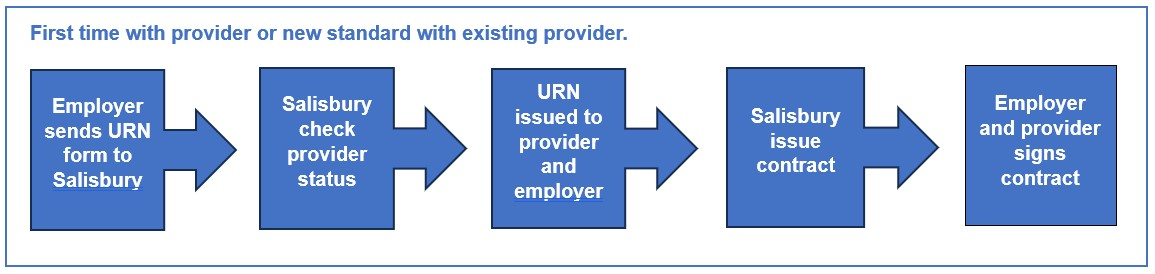 First time with provider or new standard with existing provider.
Employer
sends URN
form to
Salisbury
Salisbury
check
provider
status
URN
issued to
provider
and
employer
Salisbury
issue
contract
Employer
and provider
signs
contract